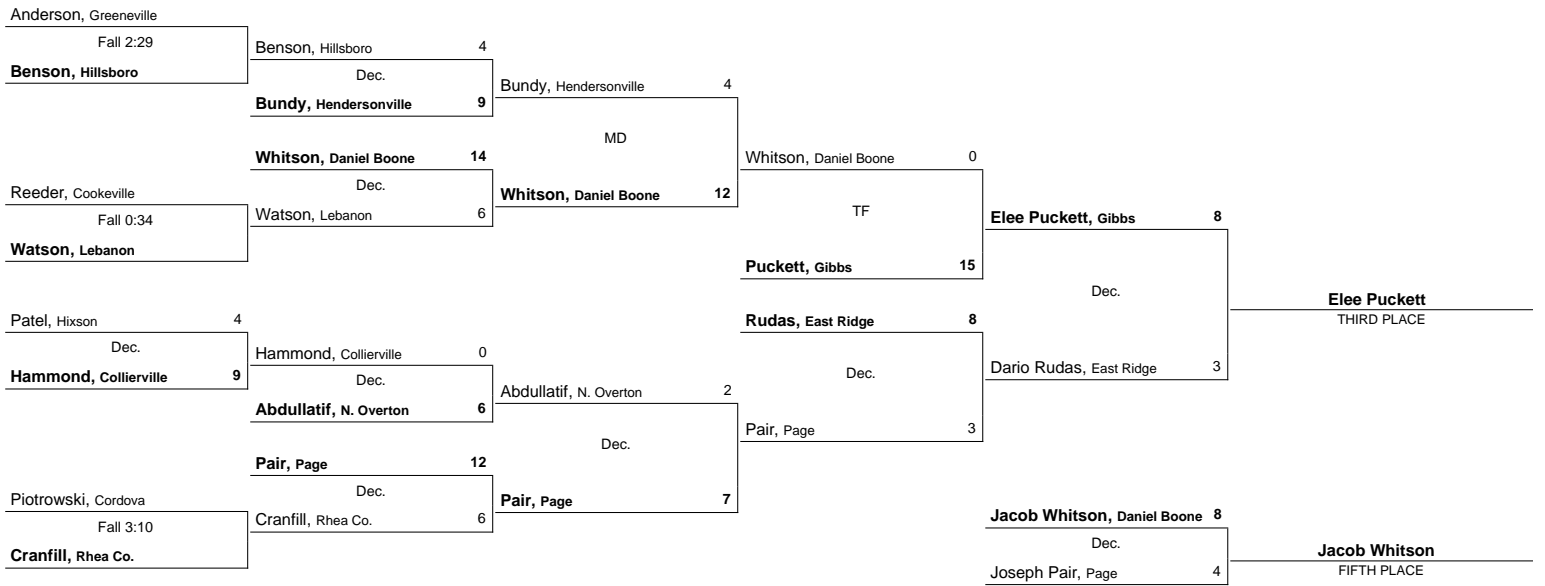 Anderson, Greeneville
Fall 2:29
Benson, Hillsboro
Reeder, Cookeville
Fall 0:34
Watson, Lebanon
Patel, Hixson 4
Dec.
Hammond, Collierville 9
Piotrowski, Cordova
Fall 3:10
Cranfill, Rhea Co.
Benson, Hillsboro 4
Dec.
Bundy, Hendersonville 9
Whitson, Daniel Boone 14
Dec.
Watson, Lebanon 6
Hammond, Collierville 0
Dec.
Abdullatif, N. Overton 6
Pair, Page 12
Dec.
Cranfill, Rhea Co. 6
Bundy, Hendersonville 4
MD
Whitson, Daniel Boone 12
Abdullatif, N. Overton 2
Dec.
Pair, Page 7
Whitson, Daniel Boone 0
TF
Puckett, Gibbs 15
Rudas, East Ridge 8
Dec.
Pair, Page 3
Elee Puckett, Gibbs 8
Dec.
Dario Rudas, East Ridge 3
Elee Puckett
THIRD PLACE
Jacob Whitson, Daniel Boone 8
Dec.
Joseph Pair, Page 4
Jacob Whitson
FIFTH PLACE